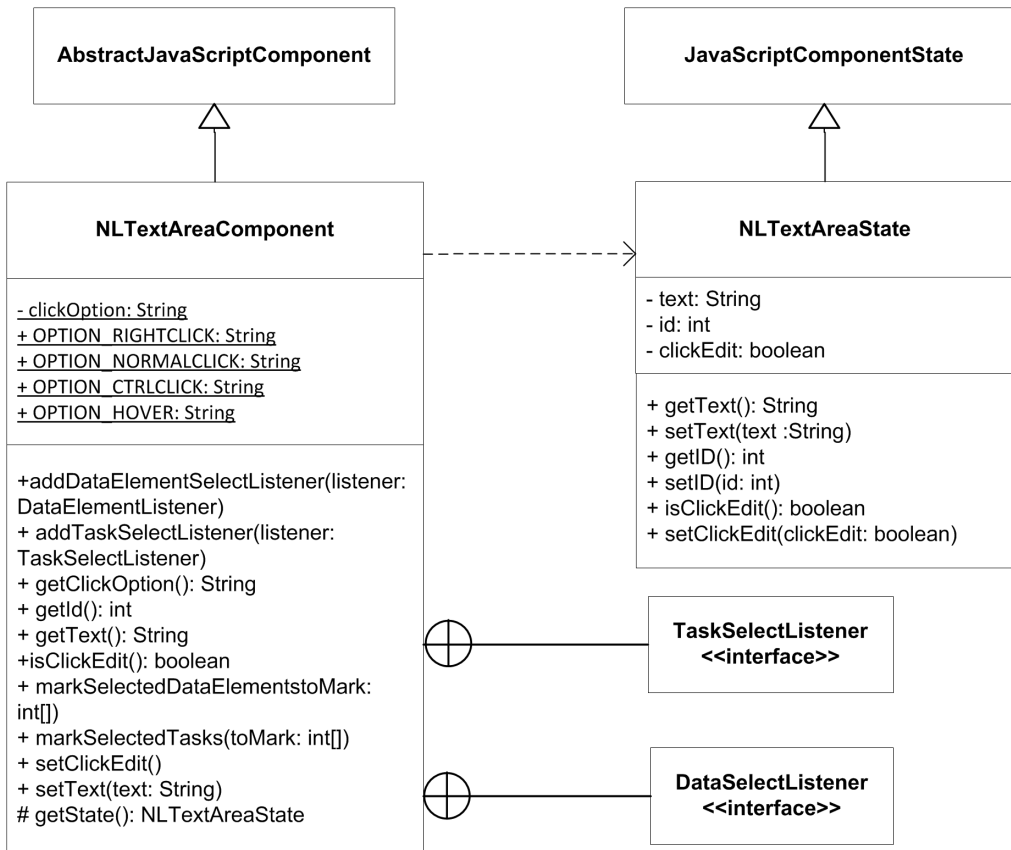 AbstractJavaScriptComponent
JavaScriptComponentState
NLTextAreaComponent
- clickOption: String
+ OPTION_RIGHTCLICK: String
+ OPTION_NORMALCLICK: String
+ OPTION_CTRLCLICK: String
+ OPTION_HOVER: String
+addDataElementSelectListener(listener:
DataElementListener)
+ addTaskSelectListener(listener:
TaskSelectListener)
+ getClickOption(): String
+ getId(): int
+ getText(): String
+isClickEdit(): boolean
+ markSelectedDataElementstoMark:
int[])
+ markSelectedTasks(toMark: int[])
+ setClickEdit()
+ setText(text: String)
# getState(): NLTextAreaState
NLTextAreaState
- text: String
- id: int
- clickEdit: boolean
+ getText(): String
+ setText(text :String)
+ getID(): int
+ setID(id: int)
+ isClickEdit(): boolean
+ setClickEdit(clickEdit: boolean)
TaskSelectListener
<<interface>>
DataSelectListener
<<interface>>